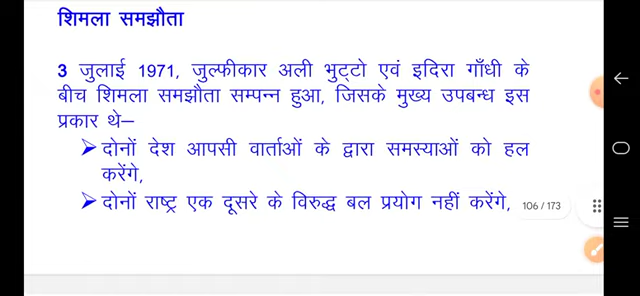 शिमला समझौता
3 जुलाई 1971, जुल्फीकार अली भुट्टो एवं इदिरा गाँधी के
बीच शिमला समझौता सम्पन्न हुआ, जिसके मुख्य उपबन्ध इस
प्रकार थे—
➢ दोनों देश आपसी वार्ताओं के द्वारा समस्याओं को हल
करेंगे,
➢ दोनों राष्ट्र एक दूसरे के विरुद्ध बल प्रयोग नहीं करेंगे,
106 / 173